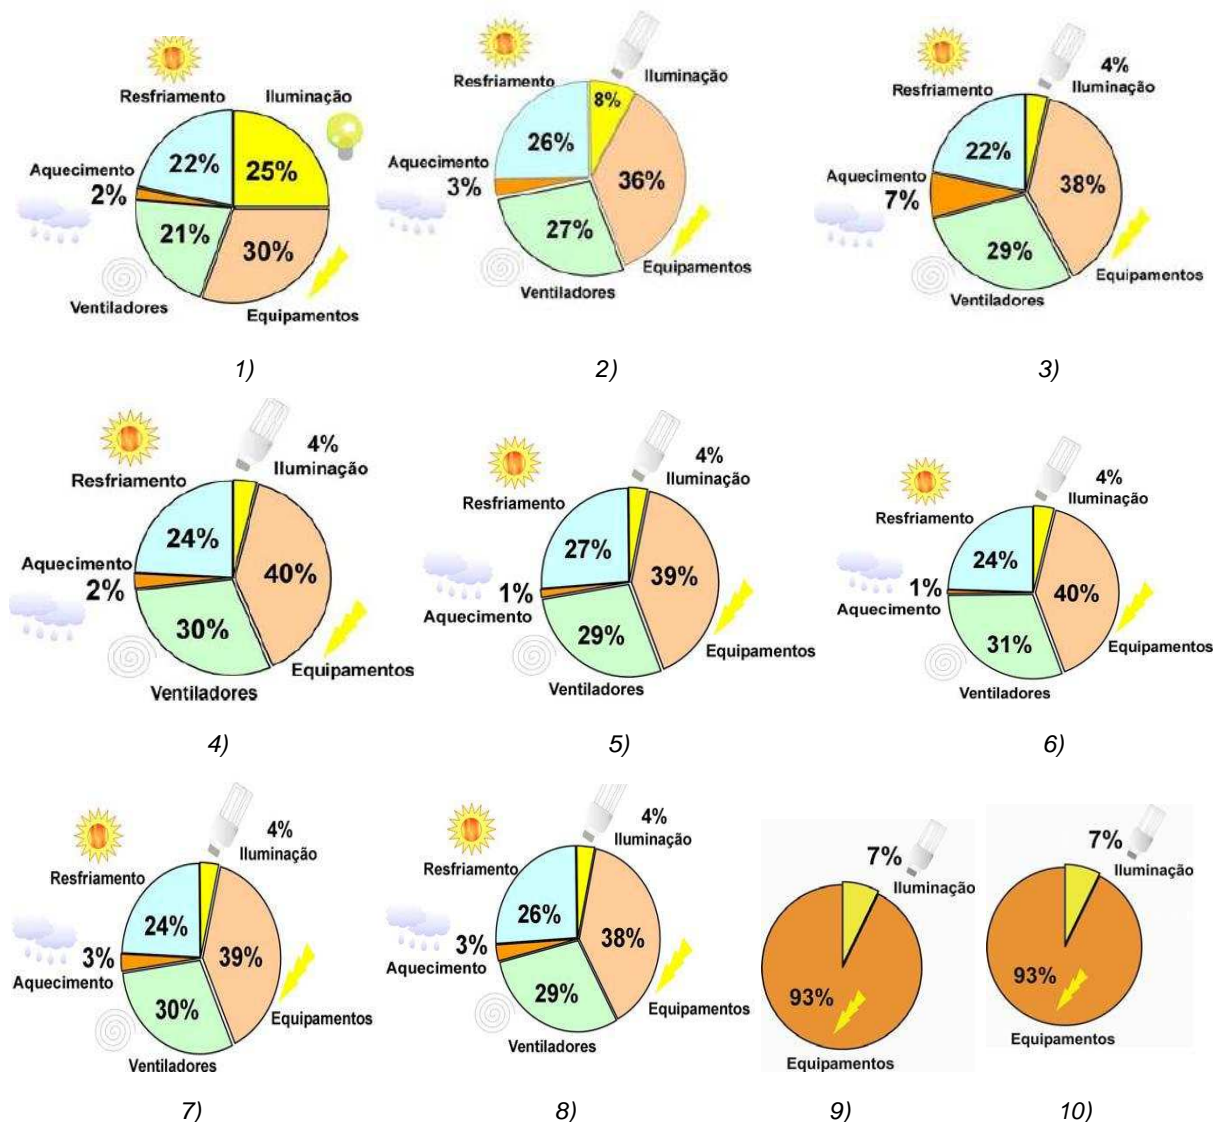 Resfriamento
Iluminação
22%
25%
Aquecimento
2%
21%
30%
Ventiladores
Equipamentos
1)
Resfriamento
Iluminação
8%
26%
36%
Aquecimento
3%
27%
Equipamentos
Ventiladores
2)
4%
Resfriamento
Iluminação
22%
38%
Aquecimento
7%
29%
Equipamentos
Ventiladores
3)
4%
Iluminação
Resfriamento
24%
40%
Aquecimento
2%
30%
Equipamentos
Ventiladores
4)
4%
Iluminação
Resfriamento
27%
39%
1%
Aquecimento
29%
Equipamentos
Ventiladores
5)
4%
Iluminação
Resfriamento
24%
40%
1%
Aquecimento
31%
Equipamentos
Ventiladores
6)
4%
Iluminação
Resfriamento
24%
39%
3%
Aquecimento
30%
Equipamentos
Ventiladores
7)
4%
Iluminação
Resfriamento
26%
38%
3%
Aquecimento
29%
Equipamentos
Ventiladores
8)
7%
Iluminação
93%
Equipamentos
9)
7%
Iluminação
93%
Equipamentos
10)